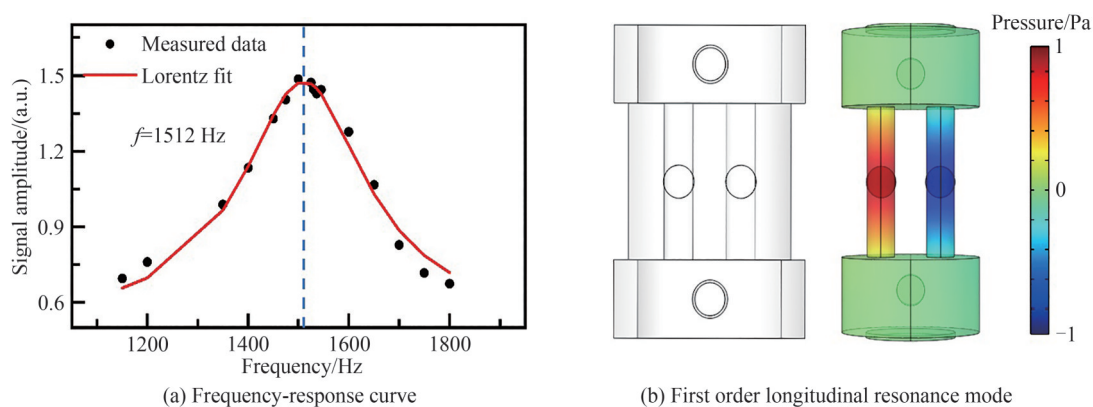 Measured data
Lorentz fit
f=1512 Hz
Signal amplitude/(a.u.)
1.5
1.2
0.9
0.6
1200 1400 1600 1800
Frequency/Hz
(a) Frequency-response curve
Pressure/Pa
1
0
−1
(b) First order longitudinal resonance mode